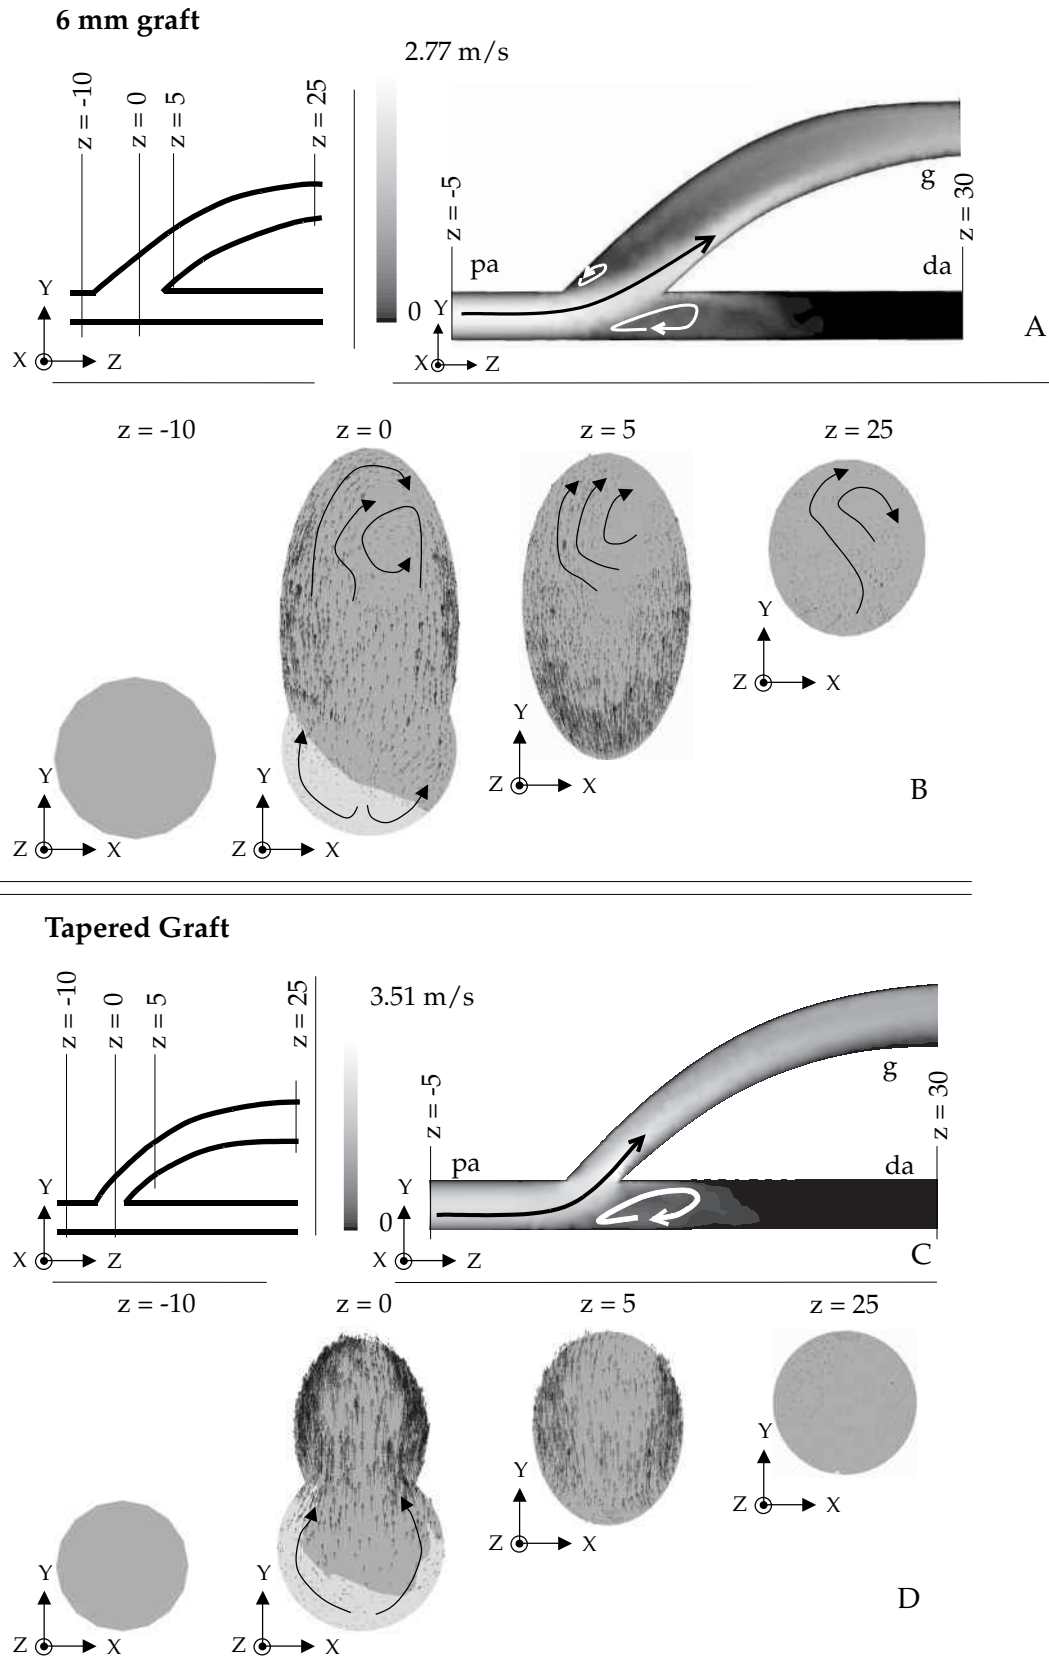 6 mm graft
2.77 m/s
z = -10
z = 0
z = 5
z = 25
z = -5
z = 30
g
pa
da
0
Y
X
Z
Y
X
Z
A
z = -10
z = 0
z = 5
z = 25
Y
Z
X
Y
Z
X
Y
Z
X
Y
Z
X
B
Tapered Graft
3.51 m/s
z = -10
z = 0
z = 5
z = 25
z = -5
z = 30
g
pa
da
0
Y
X
Z
Y
X
Z
C
z = -10
z = 0
z = 5
z = 25
Y
Z
X
Y
Z
X
Y
Z
X
Y
Z
X
D